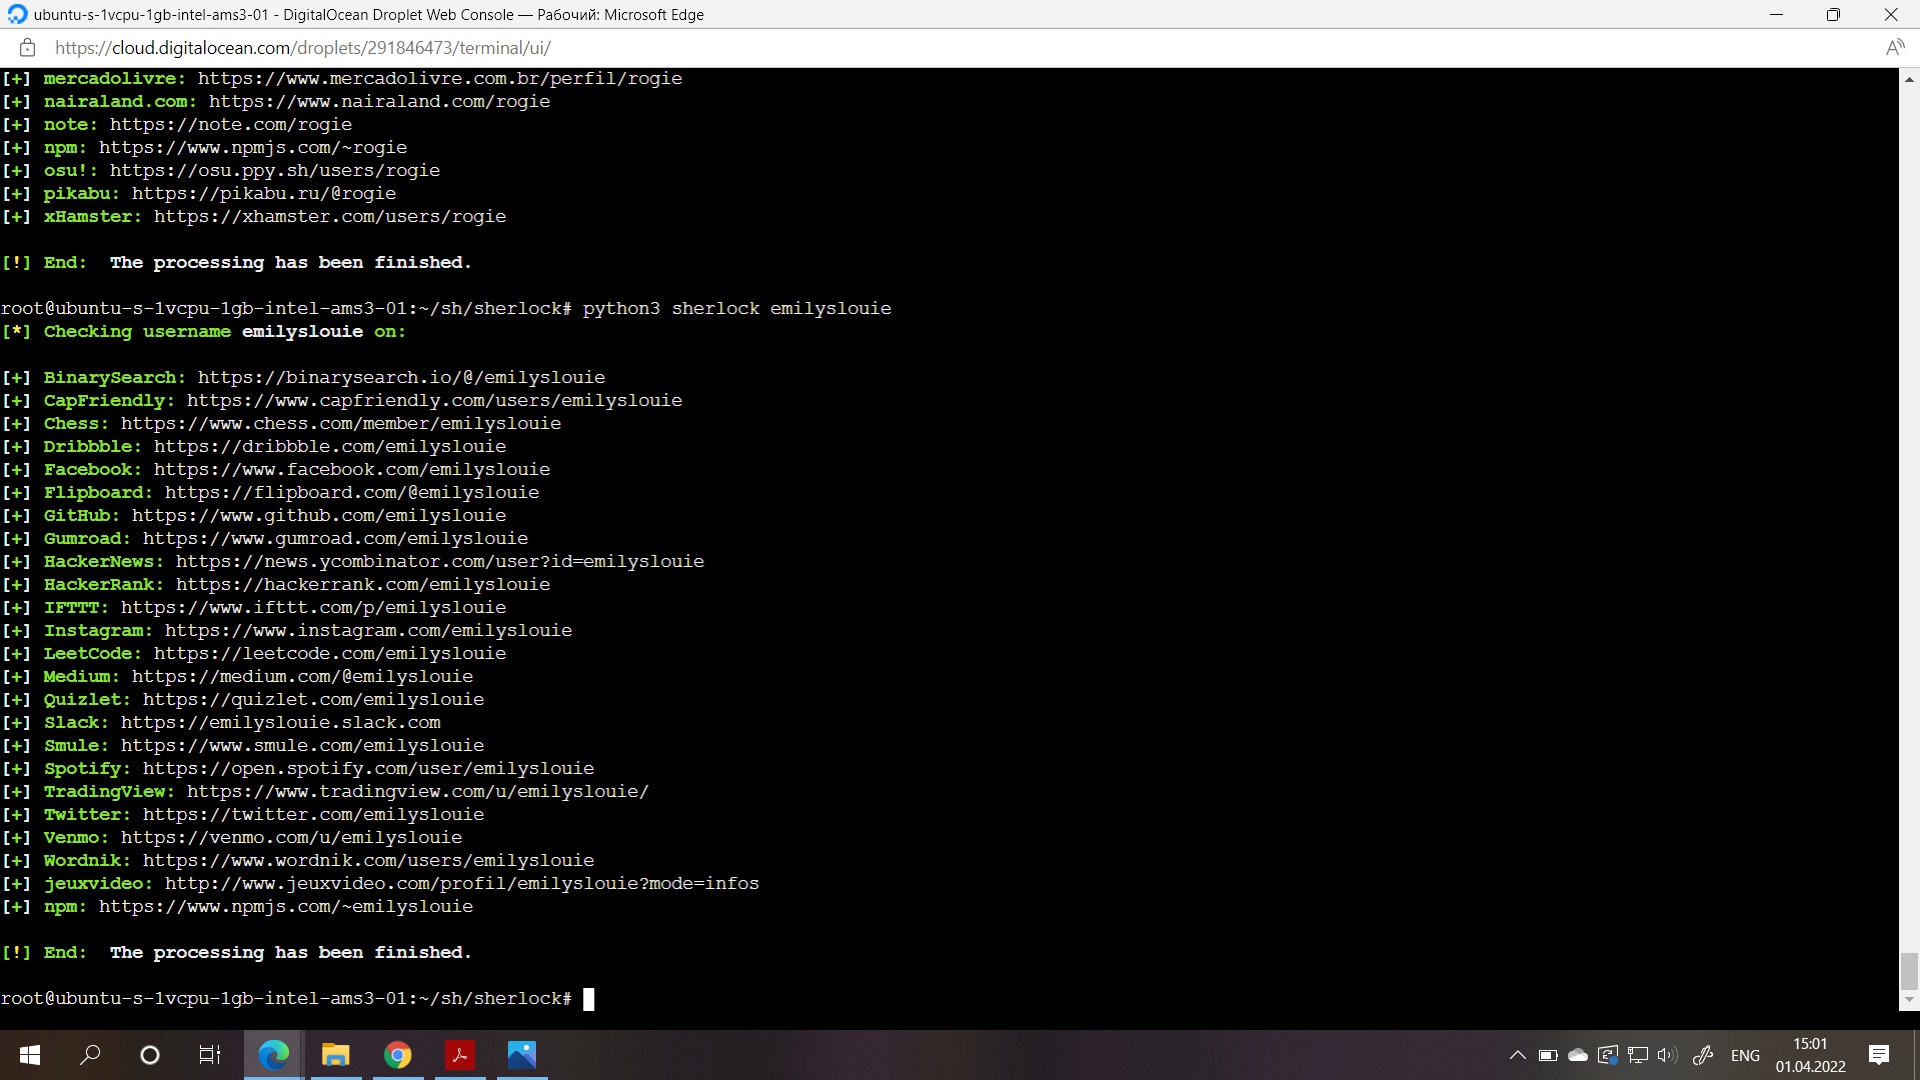 ubuntu-s-1vcpu-1gb-intel-ams3-01 - DigitalOcean Droplet Web Console — Рабочий: Microsoft Edge
https://cloud.digitalocean.com/droplets/291846473/terminal/ui/
[+] mercadolivre: https://www.mercadolivre.com.br/perfil/rogie
[+] nairaland.com: https://www.nairaland.com/rogie
[+] note: https://note.com/rogie
[+] npm: https://www.npmjs.com/~rogie
[+] osu!: https://osu.ppy.sh/users/rogie
[+] pikabu: https://pikabu.ru/@rogie
[+] xHamster: https://xhamster.com/users/rogie
[!] End:  The processing has been finished.
root@ubuntu-s-1vcpu-1gb-intel-ams3-01:~/sh/sherlock# python3 sherlock emilyslouie
[*] Checking username emilyslouie on:
[+] BinarySearch: https://binarysearch.io/@/emilyslouie
[+] CapFriendly: https://www.capfriendly.com/users/emilyslouie
[+] Chess: https://www.chess.com/member/emilyslouie
[+] Dribbble: https://dribbble.com/emilyslouie
[+] Facebook: https://www.facebook.com/emilyslouie
[+] Flipboard: https://flipboard.com/@emilyslouie
[+] GitHub: https://www.github.com/emilyslouie
[+] Gumroad: https://www.gumroad.com/emilyslouie
[+] HackerNews: https://news.ycombinator.com/user?id=emilyslouie
[+] HackerRank: https://hackerrank.com/emilyslouie
[+] IFTTT: https://www.ifttt.com/p/emilyslouie
[+] Instagram: https://www.instagram.com/emilyslouie
[+] LeetCode: https://leetcode.com/emilyslouie
[+] Medium: https://medium.com/@emilyslouie
[+] Quizlet: https://quizlet.com/emilyslouie
[+] Slack: https://emilyslouie.slack.com
[+] Smule: https://www.smule.com/emilyslouie
[+] Spotify: https://open.spotify.com/user/emilyslouie
[+] TradingView: https://www.tradingview.com/u/emilyslouie/
[+] Twitter: https://twitter.com/emilyslouie
[+] Venmo: https://venmo.com/u/emilyslouie
[+] Wordnik: https://www.wordnik.com/users/emilyslouie
[+] jeuxvideo: http://www.jeuxvideo.com/profil/emilyslouie?mode=infos
[+] npm: https://www.npmjs.com/~emilyslouie
[!] End:  The processing has been finished.
root@ubuntu-s-1vcpu-1gb-intel-ams3-01:~/sh/sherlock#
ENG
15:01
01.04.2022